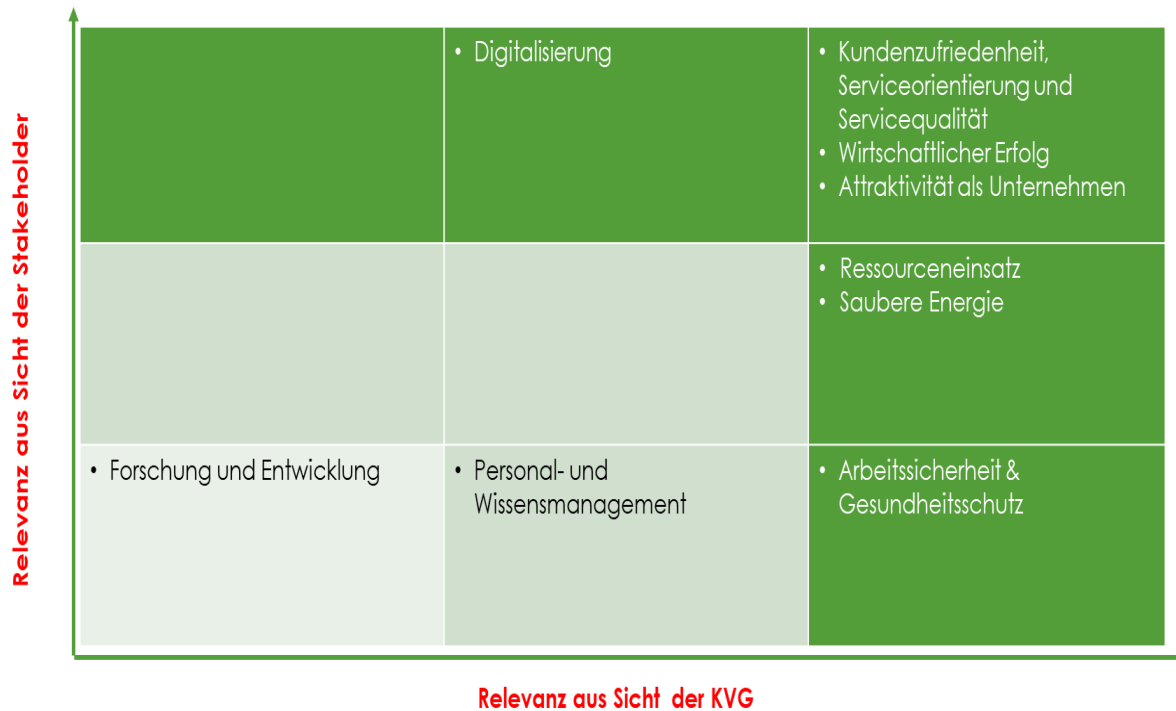 Relevanz aus Sicht der Stakeholder
• Digitalisierung
• Kundenzufriedenheit,
Serviceorientierung und
Servicequalität
• Wirtschaftlicher Erfolg
• Attraktivität als Unternehmen
• Ressourceneinsatz
• Saubere Energie
• Forschung und Entwicklung
• Personal- und
Wissensmanagement
• Arbeitssicherheit &
Gesundheitsschutz
Relevanz aus Sicht der KVG